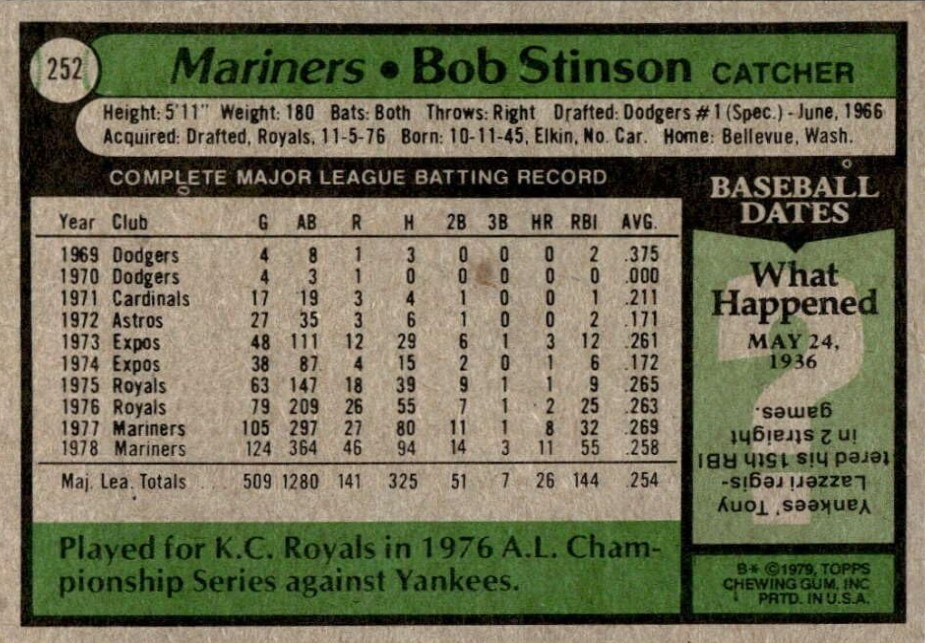 252
Mariners • Bob Stinson CATCHER
Height: 5'11" Weight: 180 Bats: Both Throws: Right Drafted: Dodgers #1 (Spec.) - June, 1966
Acquired: Drafted, Royals, 11-5-76 Born: 10-11-45, Elkin, No. Car. Home: Bellevue, Wash.
COMPLETE MAJOR LEAGUE BATTING RECORD
Year Club G AB R H 2B 3B HR RBI AVG.
1969 Dodgers 4 8 1 3 0 0 0 2 .375
1970 Dodgers 4 3 1 0 0 0 0 0 .000
1971 Cardinals 17 19 3 4 1 0 0 1 .211
1972 Astros 27 35 3 6 1 0 0 2 .171
1973 Expos 48 111 12 29 6 1 3 12 .261
1974 Expos 38 87 4 15 2 0 1 6 .172
1975 Royals 63 147 18 39 9 1 1 9 .265
1976 Royals 79 209 26 55 7 1 2 25 .263
1977 Mariners 105 297 27 80 11 1 8 32 .269
1978 Mariners 124 364 46 94 14 3 11 55 .258
Maj. Lea. Totals ... 509 1280 141 325 51 7 26 144 .254
Played for K.C. Royals in 1976 A.L. Cham-
pionship Series against Yankees.
BASEBALL
DATES
What
Happened
MAY 24,
1936
?
Yankees' Tony
Lazzeri regis-
tered his 15th RBI
in 2 straight
games.
B* ©1979, TOPPS
CHEWING GUM, INC
PRTD. IN U.S.A.